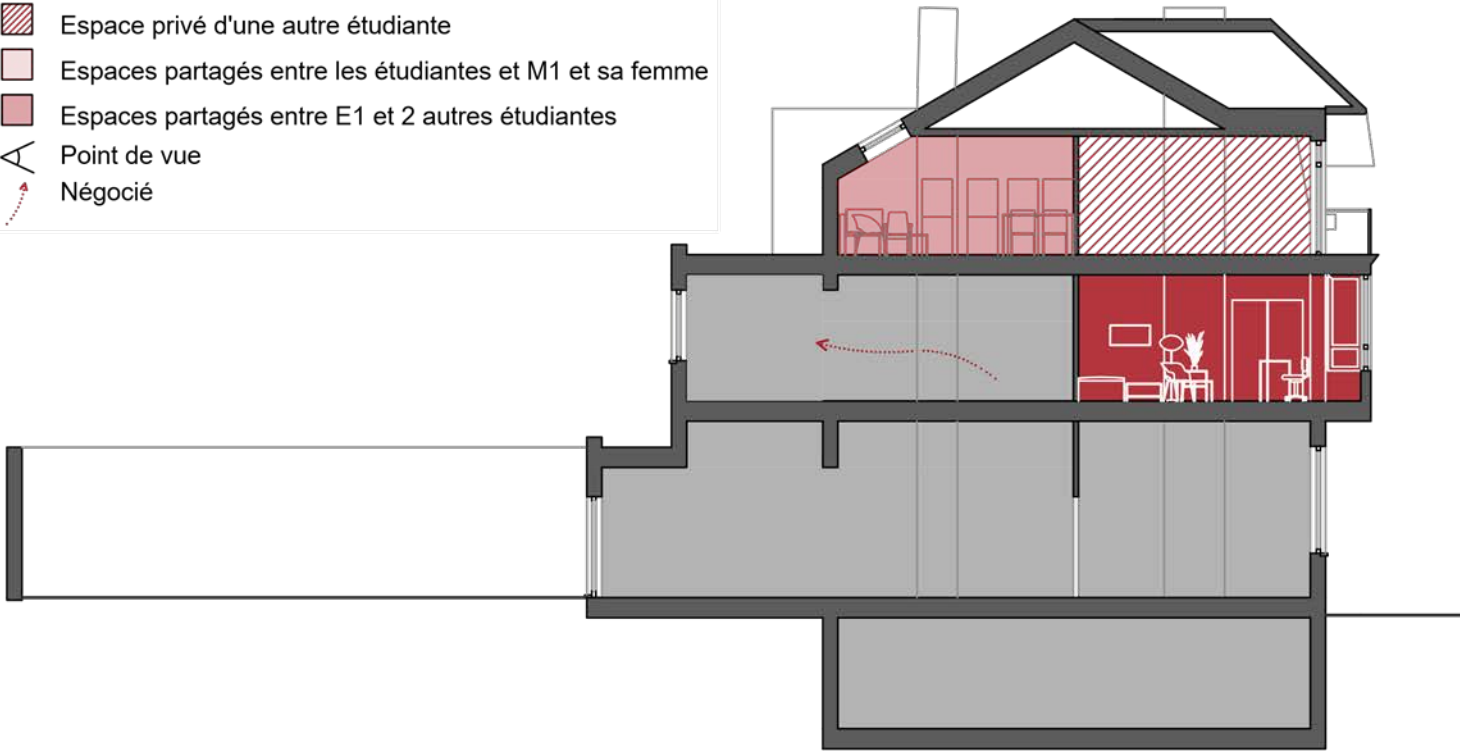 Espace privé d'une autre étudiante
Espaces partagés entre les étudiantes et M1 et sa femme
Espaces partagés entre E1 et 2 autres étudiantes
Point de vue
Négocié